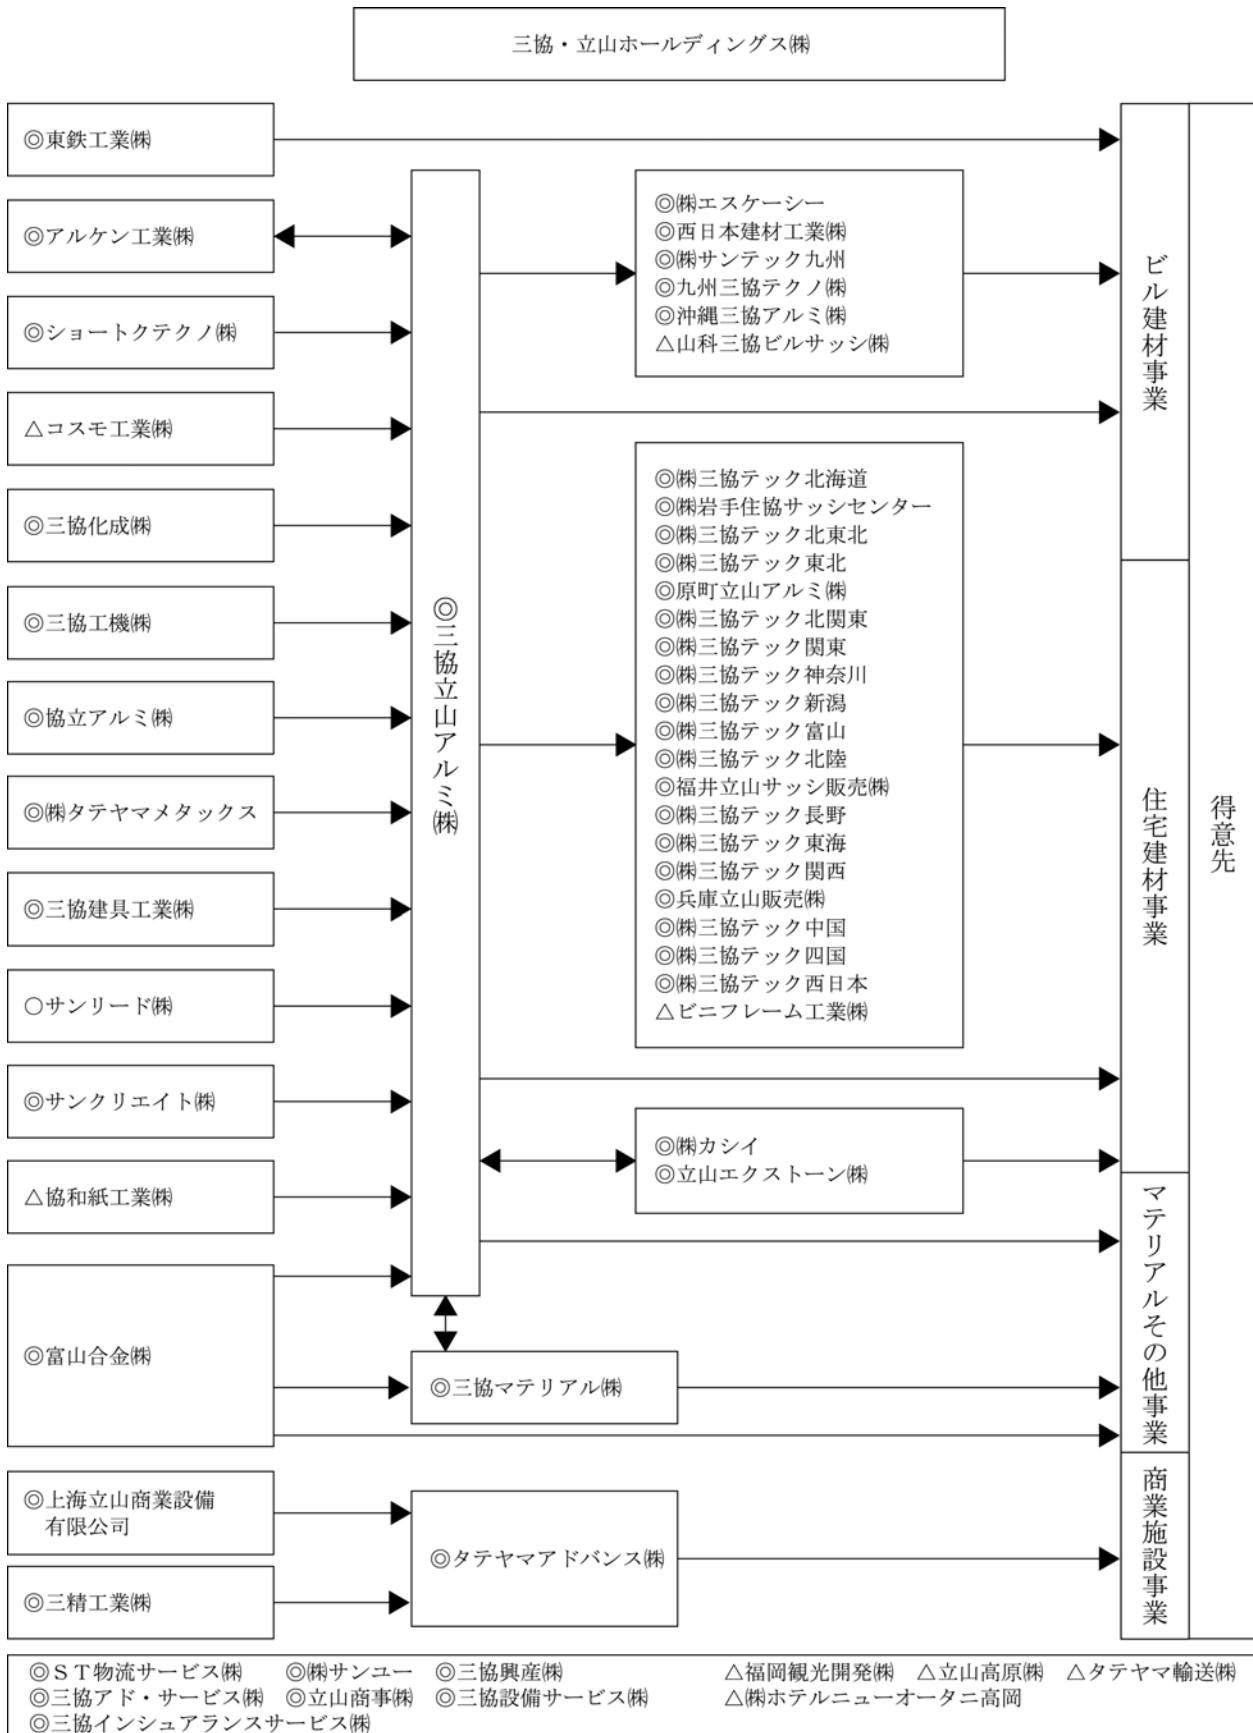 三協・立山ホールディングス㈱
◎東鉄工業㈱
◎アルケン工業㈱
◎ショートクテクノ㈱
△コスモ工業㈱
◎三協化成㈱
◎三協工機㈱
◎協立アルミ㈱
◎㈱タテヤマメタックス
◎三協建具工業㈱
○サンリード㈱
◎サンクリエイト㈱
△協和紙工業㈱
◎富山合金㈱
◎上海立山商業設備
有限公司
◎三精工業㈱
◎三協立山アルミ㈱
◎三協マテリアル㈱
◎タテヤマアドバンス㈱
◎㈱エスケーシー
◎西日本建材工業㈱
◎㈱サンテック九州
◎九州三協テクノ㈱
◎沖縄三協アルミ㈱
△山科三協ビルサッシ㈱
◎㈱三協テック北海道
◎㈱岩手住協サッシセンター
◎㈱三協テック北東北
◎㈱三協テック東北
◎原町立山アルミ㈱
◎㈱三協テック北関東
◎㈱三協テック関東
◎㈱三協テック神奈川
◎㈱三協テック新潟
◎㈱三協テック富山
◎㈱三協テック北陸
◎福井立山サッシ販売㈱
◎㈱三協テック長野
◎㈱三協テック東海
◎㈱三協テック関西
◎兵庫立山販売㈱
◎㈱三協テック中国
◎㈱三協テック四国
◎㈱三協テック西日本
△ビニフレーム工業㈱
◎㈱カシイ
◎立山エクストーン㈱
ビル建材事業
住宅建材事業
マテリアルその他事業
商業施設事業
得意先
◎ＳＴ物流サービス㈱ ◎㈱サンユー ◎三協興産㈱ △福岡観光開発㈱ △立山高原㈱ △タテヤマ輸送㈱
◎三協アド・サービス㈱ ◎立山商事㈱ ◎三協設備サービス㈱ △㈱ホテルニューオータニ高岡
◎三協インシュアランスサービス㈱